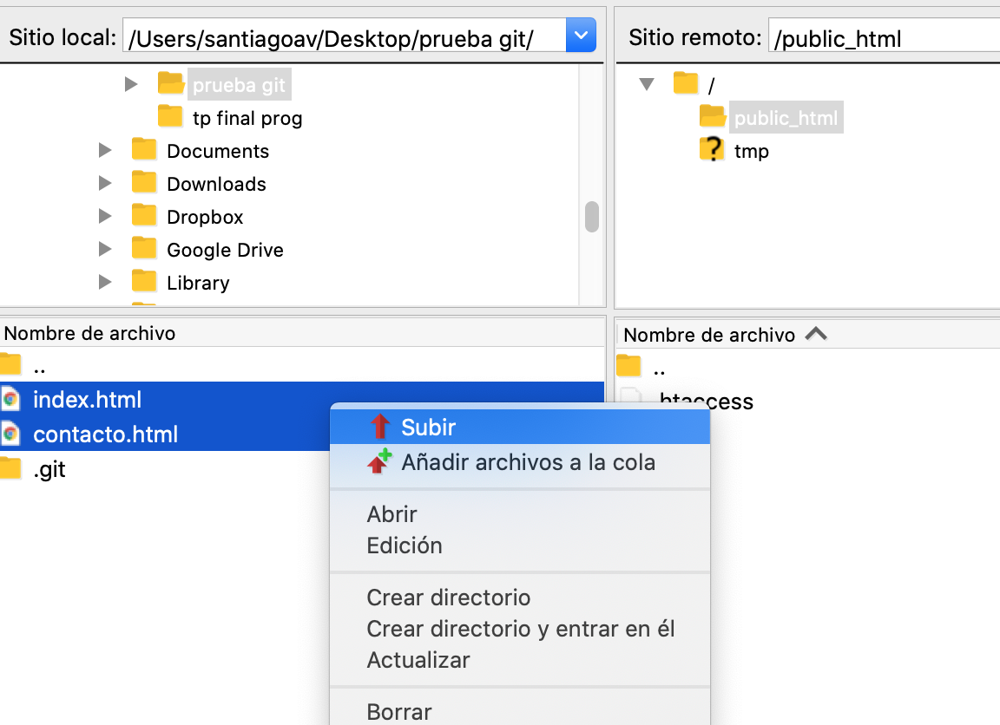 Sitio local: /Users/santiagoav/Desktop/prueba git/
prueba git
tp final prog
Documents
Downloads
Dropbox
Google Drive
Library
Sitio remoto: /public_html
/
public_html
? tmp
Nombre de archivo
..
index.html
contacto.html
.git
Nombre de archivo
..
.htaccess
Subir
Añadir archivos a la cola
Abrir
Edición
Crear directorio
Crear directorio y entrar en él
Actualizar
Borrar